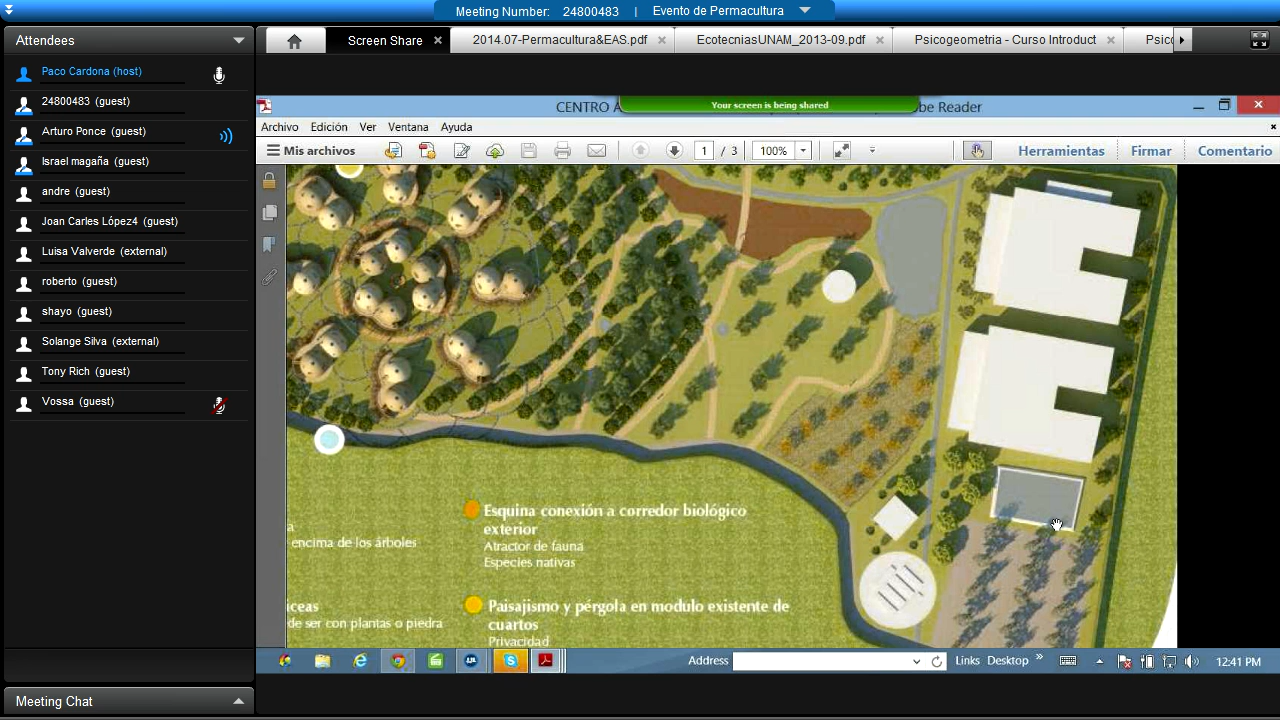 Meeting Number: 24800483 | Evento de Permacultura
Attendees
Screen Share
2014.07-Permacultura&EAS.pdf
EcotecniasUNAM_2013-09.pdf
Psicogeometria - Curso Introduct
Psic
Paco Cardona (host)
24800483 (guest)
Arturo Ponce (guest)
Israel magaña (guest)
andre (guest)
Joan Carles López4 (guest)
Luisa Valverde (external)
roberto (guest)
shayo (guest)
Solange Silva (external)
Tony Rich (guest)
Vossa (guest)
Meeting Chat
CENTRO A
Your screen is being shared
be Reader
Archivo Edición Ver Ventana Ayuda
Mis archivos
1 / 3
100%
Herramientas Firmar Comentario
a
encima de los árboles
íceas
de ser con plantas o piedra
Esquina conexión a corredor biológico
exterior
Atractor de fauna
Especies nativas
Paisajismo y pérgola en modulo existente de
cuartos
Privacidad
Address
Links Desktop »
12:41 PM